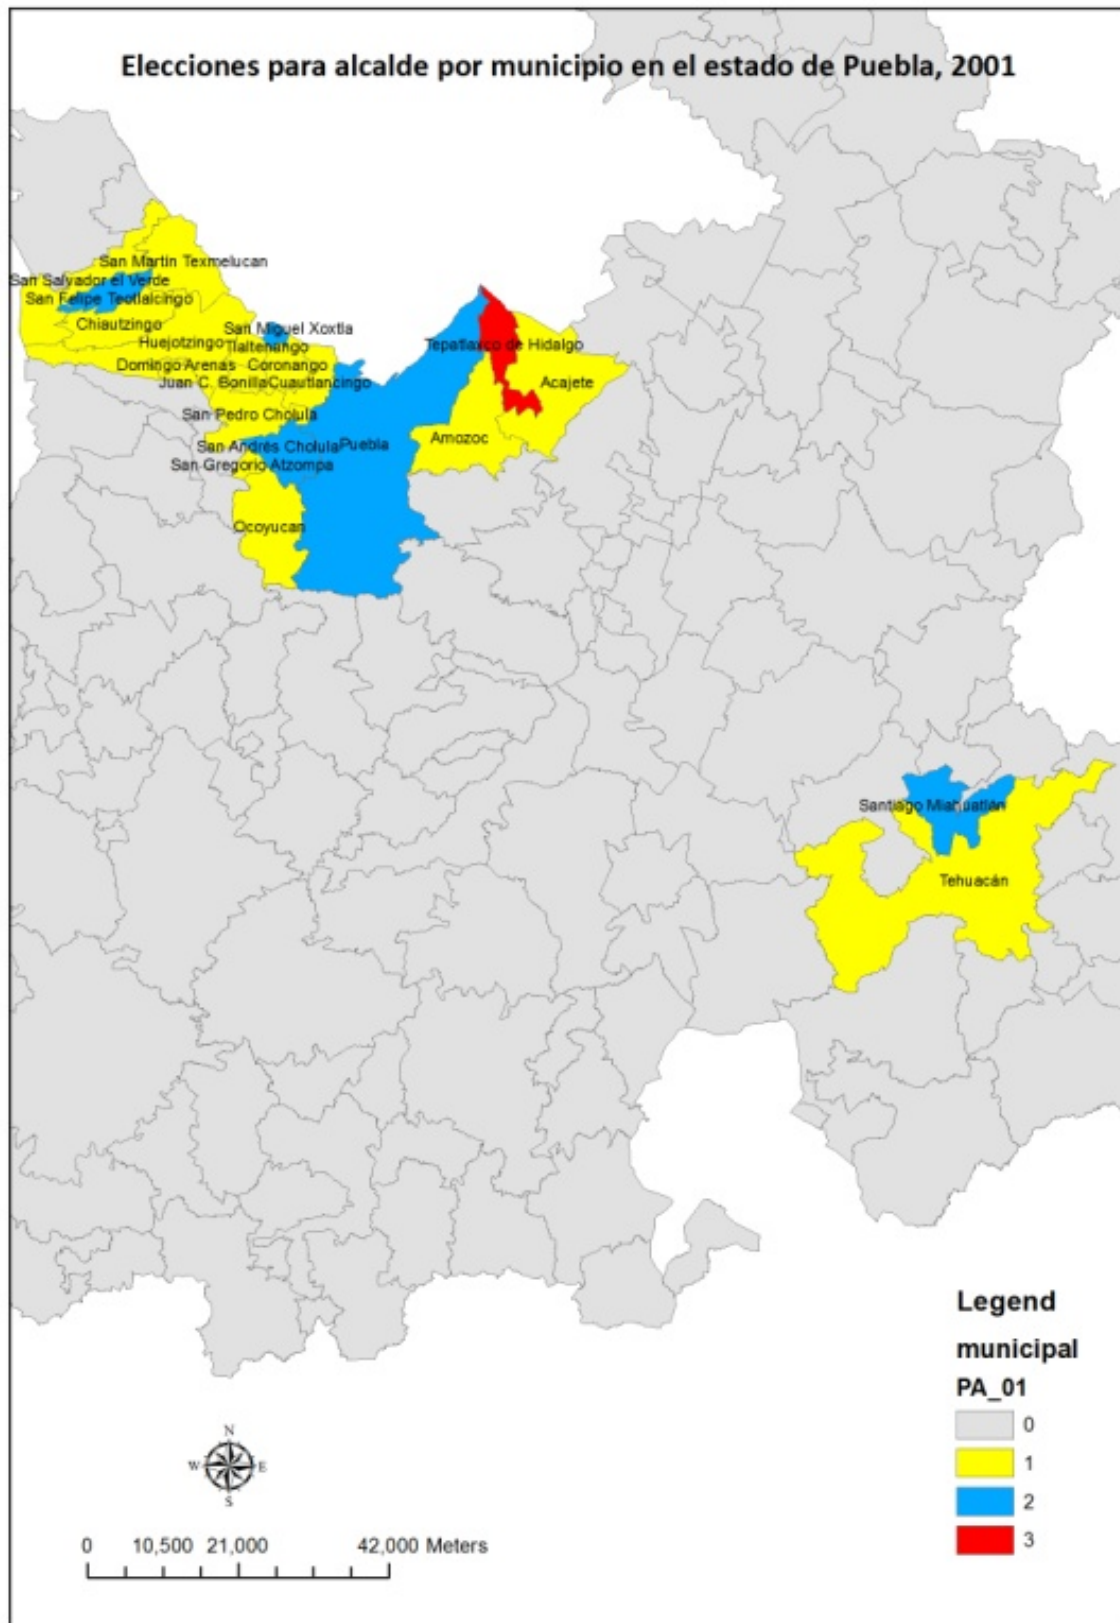 Elecciones para alcalde por municipio en el estado de Puebla, 2001
San Martín Texmelucan
San Salvador el Verde
San Felipe Teotlalcingo
Chiautzingo
San Miguel Xoxtla
Huejotzingo
Tlaltenango
Tepatlaxco de Hidalgo
Domingo Arenas
Coronango
Juan C. Bonilla
Cuautlancingo
Acajete
San Pedro Cholula
Amozoc
San Andrés Cholula
Puebla
San Gregorio Atzompa
Ocoyucan
Santiago Miahuatlán
Tehuacán
Legend
municipal
PA_01
0
1
2
3
N
W E
S
0 10,500 21,000 42,000 Meters